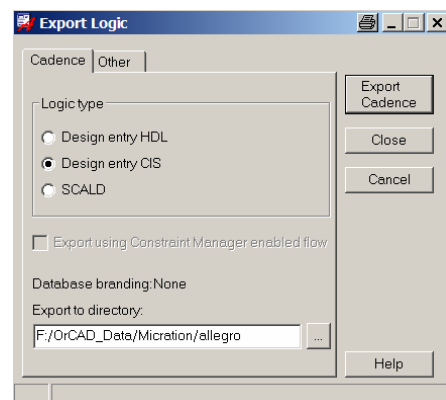 Export Logic
Cadence
Other
Logic type
Design entry HDL
Design entry CIS
SCALD
Export using Constraint Manager enabled flow
Database branding:None
Export to directory:
F:/OrCAD_Data/Micration/allegro
...
Export
Cadence
Close
Cancel
Help